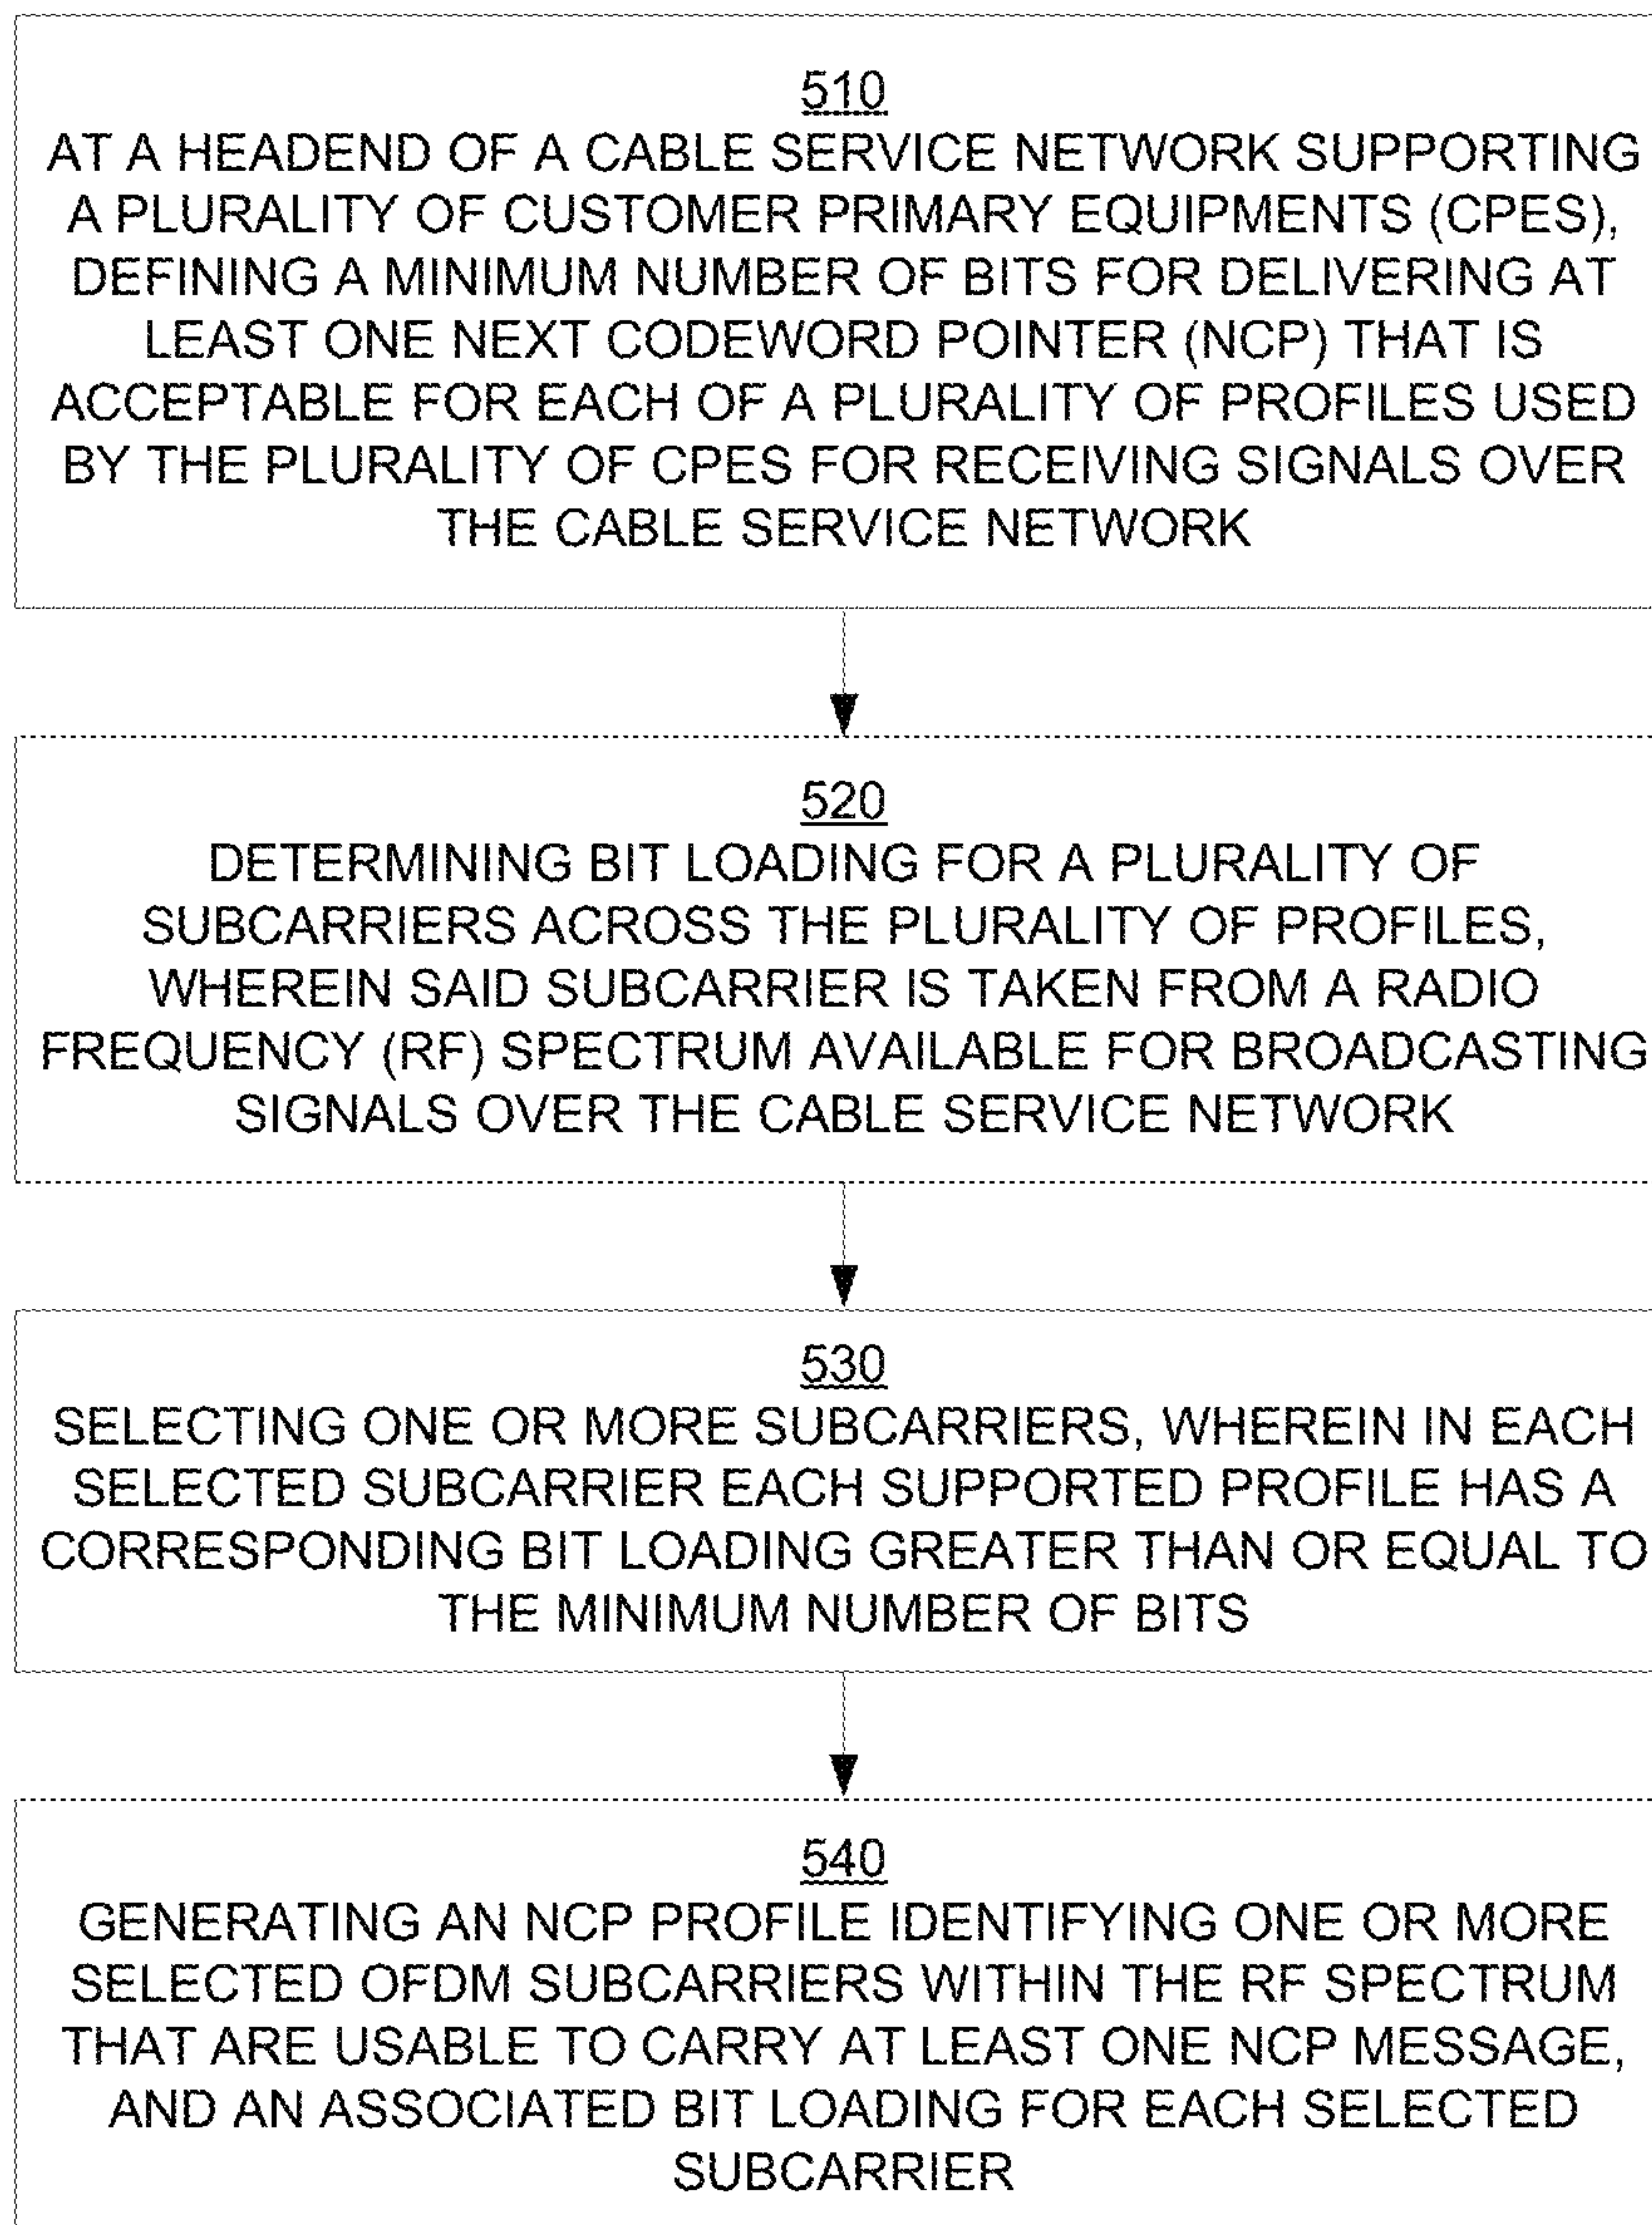 510
AT A HEADEND OF A CABLE SERVICE NETWORK SUPPORTING
A PLURALITY OF CUSTOMER PRIMARY EQUIPMENTS (CPES),
DEFINING A MINIMUM NUMBER OF BITS FOR DELIVERING AT
LEAST ONE NEXT CODEWORD POINTER (NCP) THAT IS
ACCEPTABLE FOR EACH OF A PLURALITY OF PROFILES USED
BY THE PLURALITY OF CPES FOR RECEIVING SIGNALS OVER
THE CABLE SERVICE NETWORK
520
DETERMINING BIT LOADING FOR A PLURALITY OF
SUBCARRIERS ACROSS THE PLURALITY OF PROFILES,
WHEREIN SAID SUBCARRIER IS TAKEN FROM A RADIO
FREQUENCY (RF) SPECTRUM AVAILABLE FOR BROADCASTING
SIGNALS OVER THE CABLE SERVICE NETWORK
530
SELECTING ONE OR MORE SUBCARRIERS, WHEREIN IN EACH
SELECTED SUBCARRIER EACH SUPPORTED PROFILE HAS A
CORRESPONDING BIT LOADING GREATER THAN OR EQUAL TO
THE MINIMUM NUMBER OF BITS
540
GENERATING AN NCP PROFILE IDENTIFYING ONE OR MORE
SELECTED OFDM SUBCARRIERS WITHIN THE RF SPECTRUM
THAT ARE USABLE TO CARRY AT LEAST ONE NCP MESSAGE,
AND AN ASSOCIATED BIT LOADING FOR EACH SELECTED
SUBCARRIER